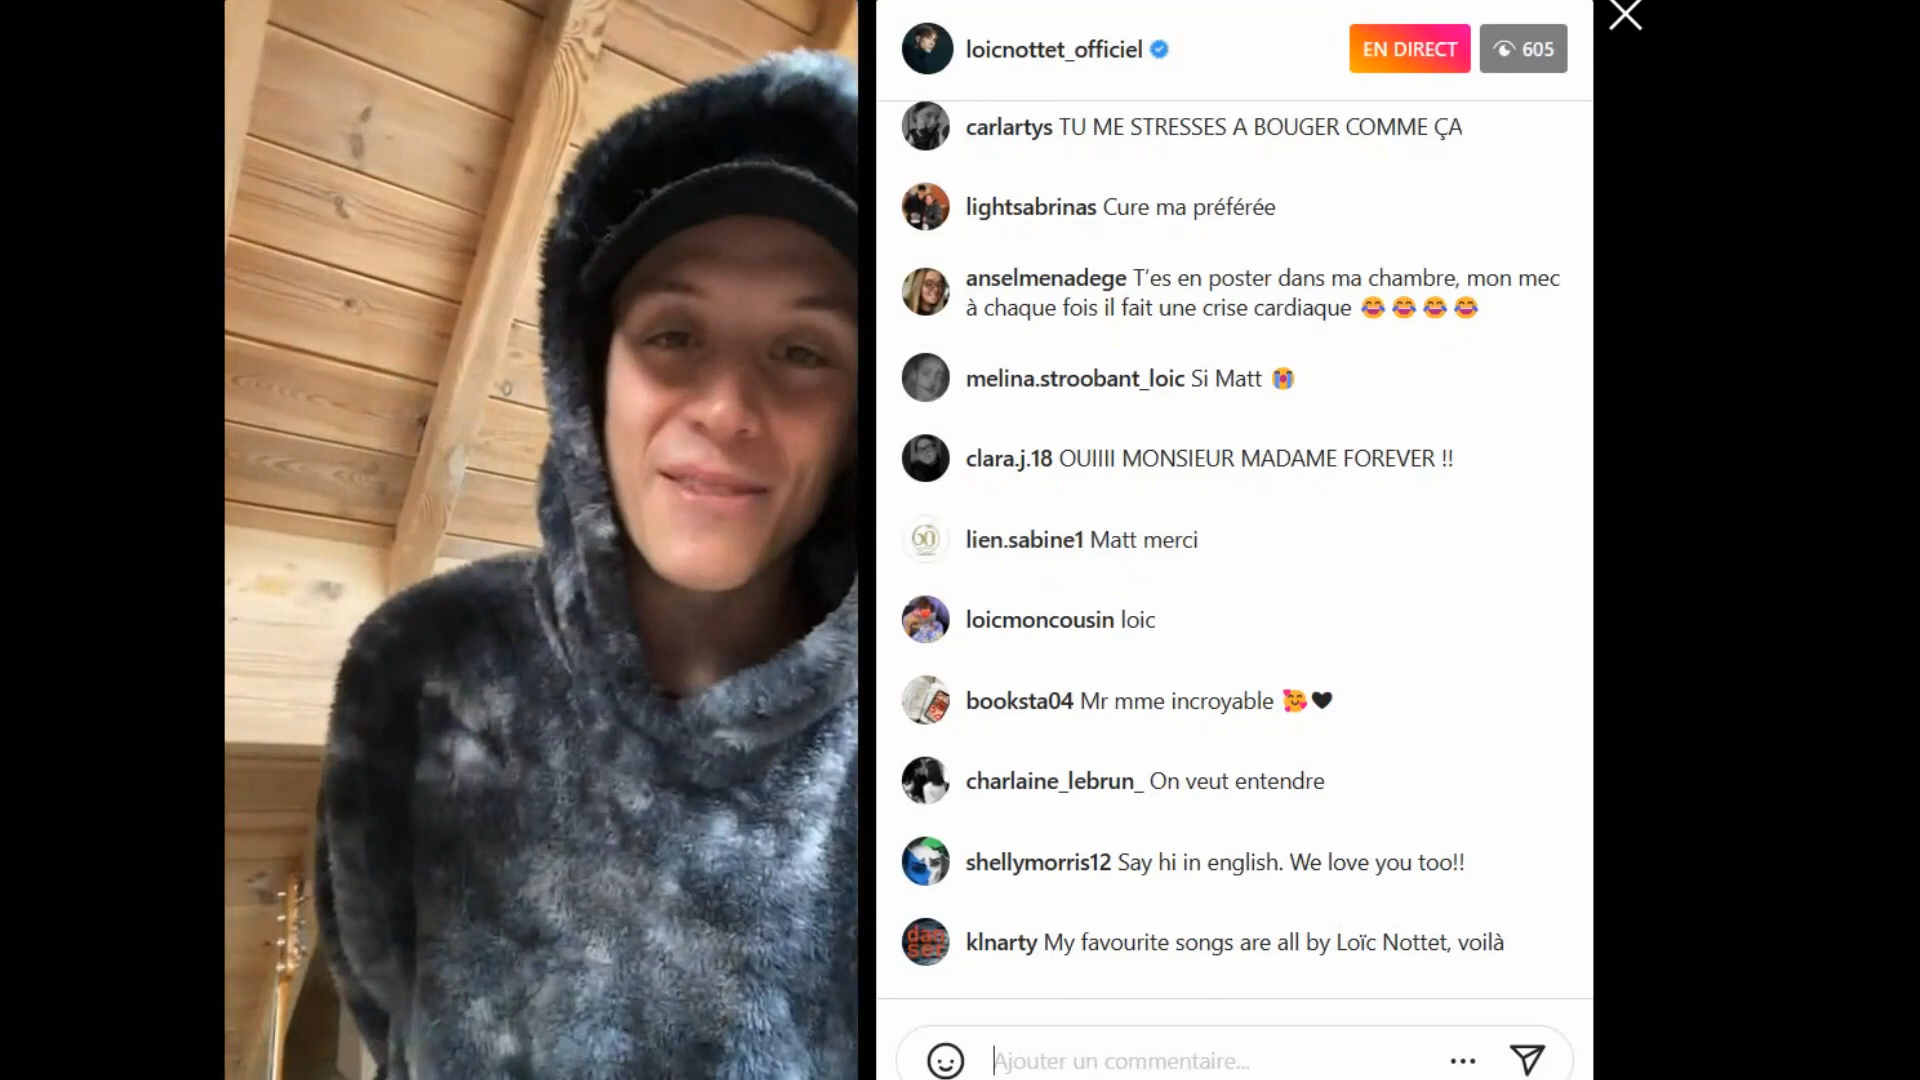 loicnottet_officiel
EN DIRECT
605
carlartys TU ME STRESSES A BOUGER COMME ÇA
lightsabrinas Cure ma préférée
anselmenadege T’es en poster dans ma chambre, mon mec
à chaque fois il fait une crise cardiaque 😂 😂 😂 😂
melina.stroobant_loic Si Matt 😭
clara.j.18 OUIIII MONSIEUR MADAME FOREVER !!
60
lien.sabine1 Matt merci
loicmoncousin loic
booksta04 Mr mme incroyable 🥰🖤
charlaine_lebrun_ On veut entendre
shellymorris12 Say hi in english. We love you too!!
dan
ser
klnarty My favourite songs are all by Loïc Nottet, voilà
Ajouter un commentaire...